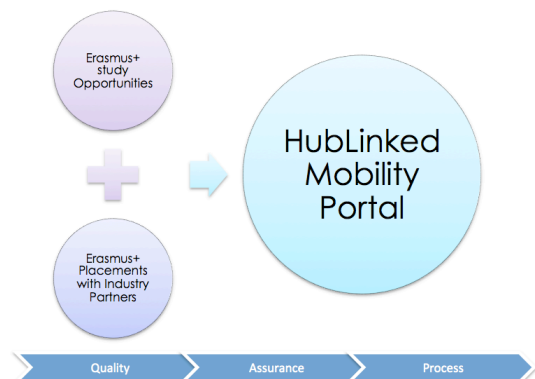 Erasmus+
study
Opportunities
HubLinked
Mobility
Portal
Erasmus+
Placements
with Industry
Partners
Quality
Assurance
Process